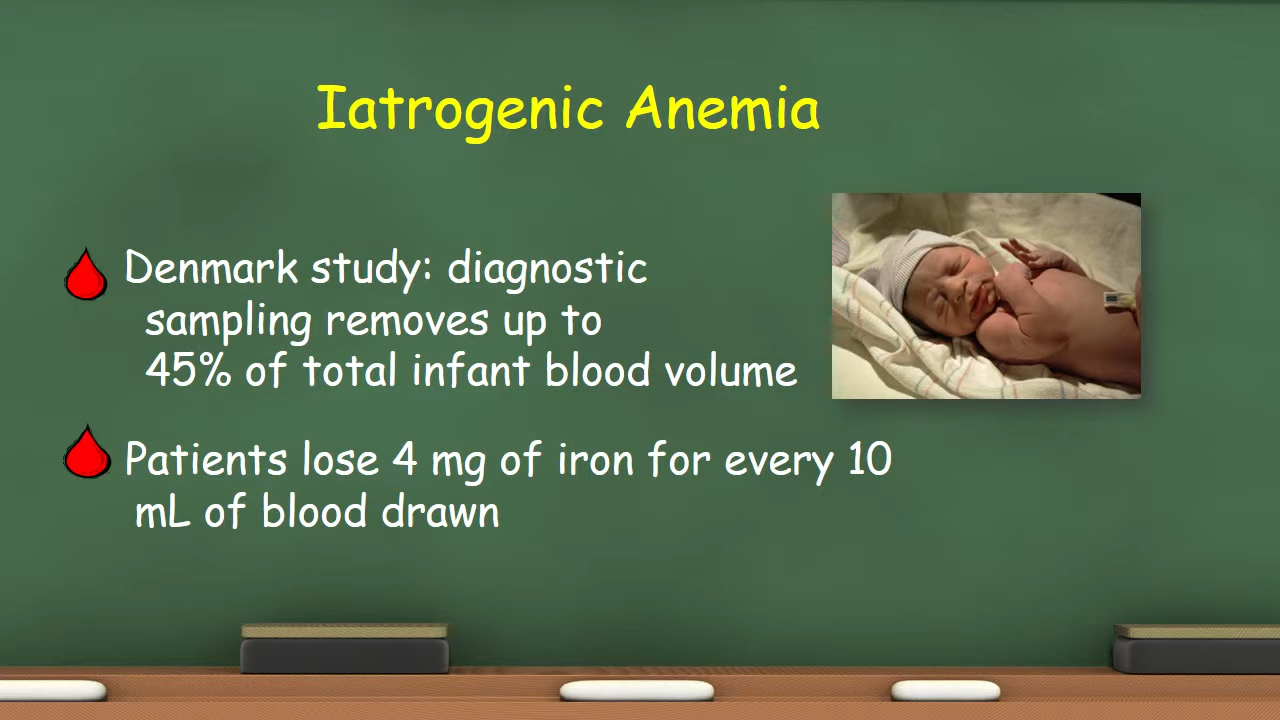 Iatrogenic Anemia
Denmark study: diagnostic
sampling removes up to
45% of total infant blood volume
Patients lose 4 mg of iron for every 10
mL of blood drawn